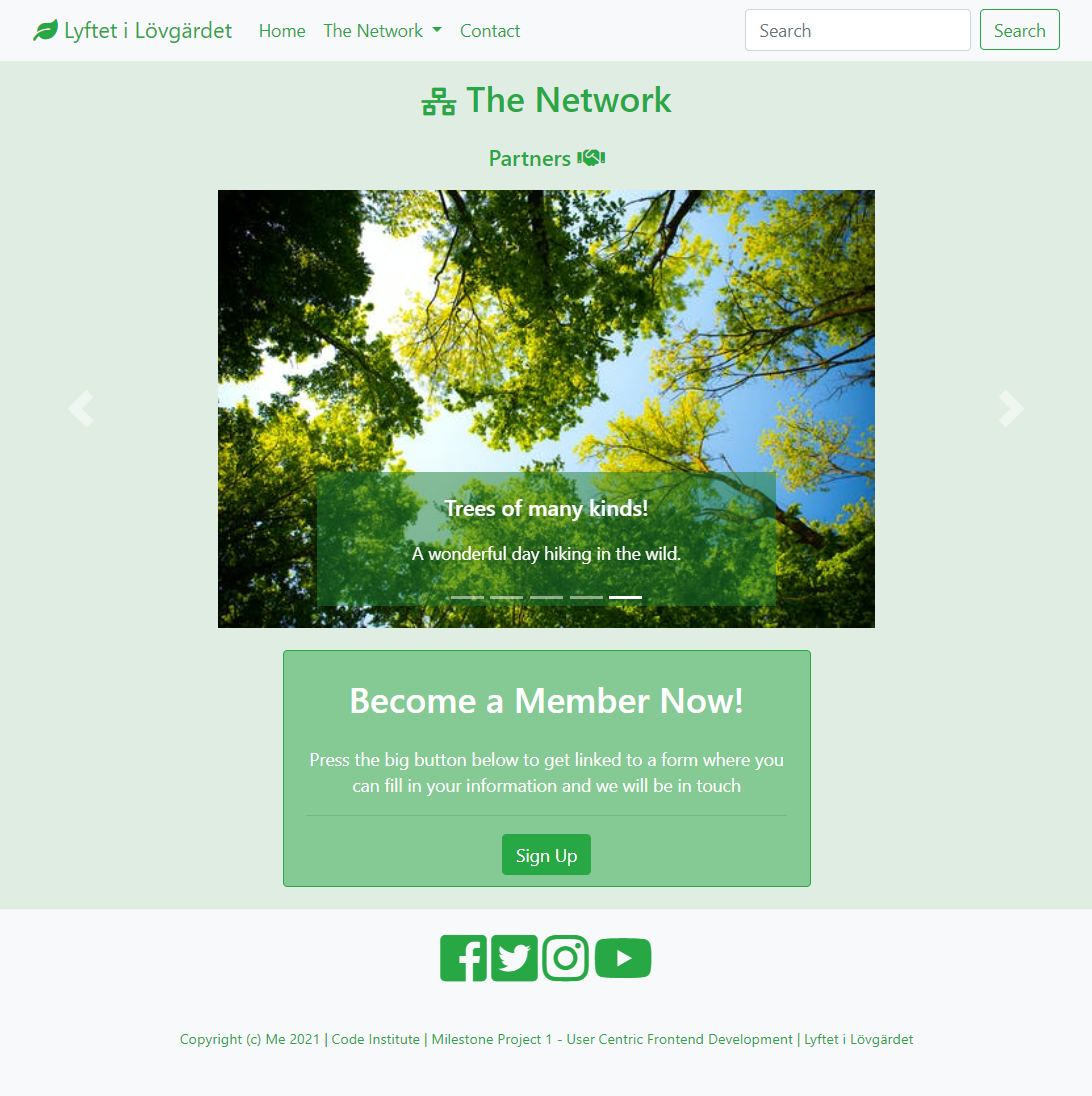 Lyftet i Lövgärdet Home The Network Contact Search Search
The Network
Partners
Trees of many kinds!
A wonderful day hiking in the wild.
Become a Member Now!
Press the big button below to get linked to a form where you
can fill in your information and we will be in touch
Sign Up
Copyright (c) Me 2021 | Code Institute | Milestone Project 1 - User Centric Frontend Development | Lyftet i Lövgärdet